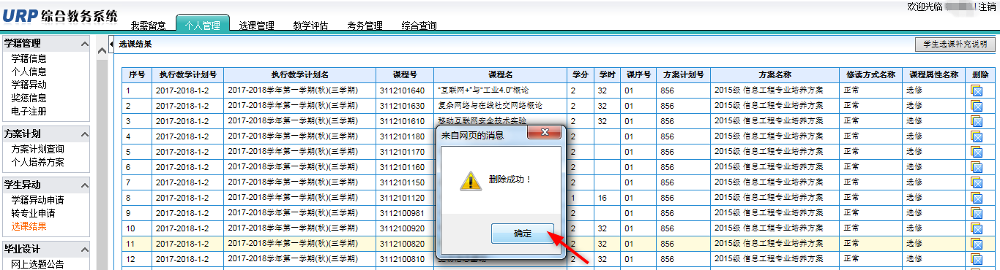 URP 综合教务系统
欢迎光临 注销
我需留意 个人管理 选课管理 教学评估 考务管理 综合查询
学籍管理
学籍信息
个人信息
学籍异动
奖惩信息
电子注册
方案计划
方案计划查询
个人培养方案
学生异动
学籍异动申请
转专业申请
选课结果
毕业设计
网上选题公告
选课结果 学生选课补充说明
序号 执行教学计划号 执行教学计划名 课程号 课程名 学分 学时 课序号 方案计划号 方案名称 修读方式名称 课程属性名称 删除
1 2017-2018-1-2 2017-2018学年第一学期(秋)(三学期) 3112101640 “互联网+”与“工业4.0”概论 2 32 01 856 2015级 信息工程专业培养方案 正常 选修
2 2017-2018-1-2 2017-2018学年第一学期(秋)(三学期) 3112101630 复杂网络与在线社交网络概论 2 32 01 856 2015级 信息工程专业培养方案 正常 选修
3 2017-2018-1-2 2017-2018学年第一学期(秋)(三学期) 3112101610 移动互联网安全技术实验 2 32 01 856 2015级 信息工程专业培养方案 正常 选修
4 2017-2018-1-2 2017-2018学年第一学期(秋)(三学期) 3112101180 2 01 856 2015级 信息工程专业培养方案 正常 选修
5 2017-2018-1-2 2017-2018学年第一学期(秋)(三学期) 3112101170 2 01 856 2015级 信息工程专业培养方案 正常 选修
6 2017-2018-1-2 2017-2018学年第一学期(秋)(三学期) 3112101160 2 01 856 2015级 信息工程专业培养方案 正常 选修
7 2017-2018-1-2 2017-2018学年第一学期(秋)(三学期) 3112101150 2 01 856 2015级 信息工程专业培养方案 正常 选修
8 2017-2018-1-2 2017-2018学年第一学期(秋)(三学期) 3112101120 1 16 01 856 2015级 信息工程专业培养方案 正常 选修
9 2017-2018-1-2 2017-2018学年第一学期(秋)(三学期) 3112100981 2 01 856 2015级 信息工程专业培养方案 正常 选修
10 2017-2018-1-2 2017-2018学年第一学期(秋)(三学期) 3112100920 2 32 01 856 2015级 信息工程专业培养方案 正常 选修
11 2017-2018-1-2 2017-2018学年第一学期(秋)(三学期) 3112100820 2 32 01 856 2015级 信息工程专业培养方案 正常 选修
12 2017-2018-1-2 2017-2018学年第一学期(秋)(三学期) 3112100810 2 32 01 856 2015级 信息工程专业培养方案 正常 选修
来自网页的消息
删除成功！
确定